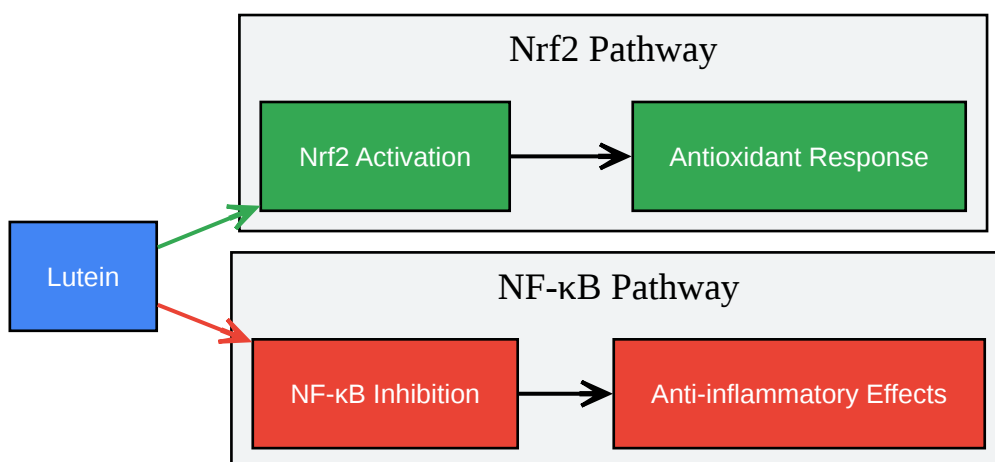 Nrf2 Pathway
Nrf2 Activation
Antioxidant Response
Lutein
NF-κB Pathway
NF-κB Inhibition
Anti-inflammatory Effects